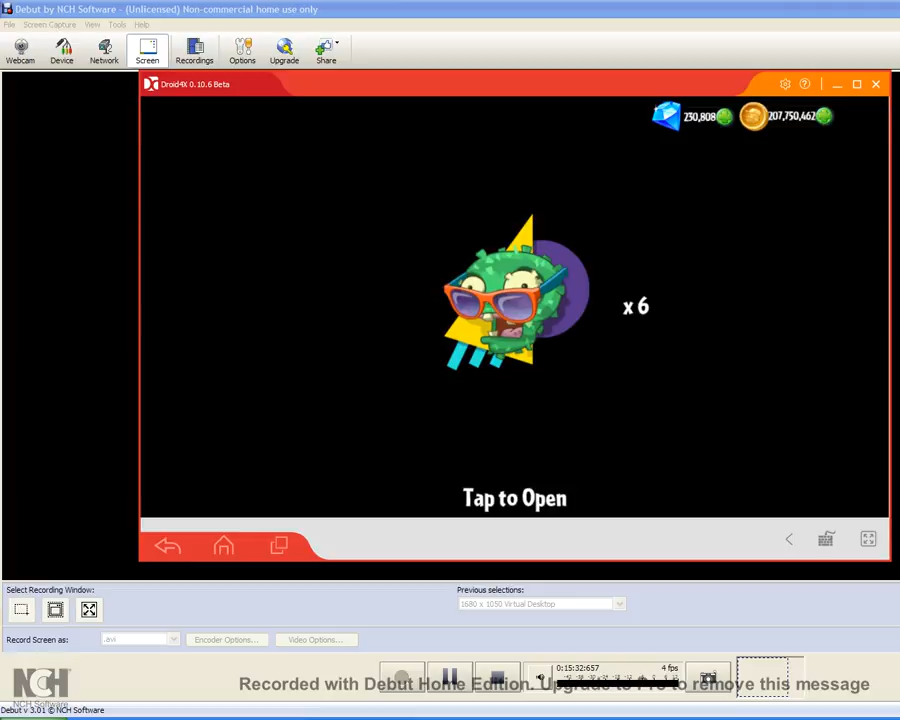 Debut by NCH Software - (Unlicensed) Non-commercial home use only
File Screen Capture View Tools Help
Webcam Device Network Screen Recordings Options Upgrade Share
Droid4X 0.10.6 Beta
230,808 207,750,462
x 6
Tap to Open
Select Recording Window:
Previous selections:
1680 x 1050 Virtual Desktop
Record Screen as: .avi Encoder Options... Video Options...
0:15:32:657 4 fps
NCH
NCH Software
Recorded with Debut Home Edition. Upgrade to Pro to remove this message
Debut v 3.01 © NCH Software